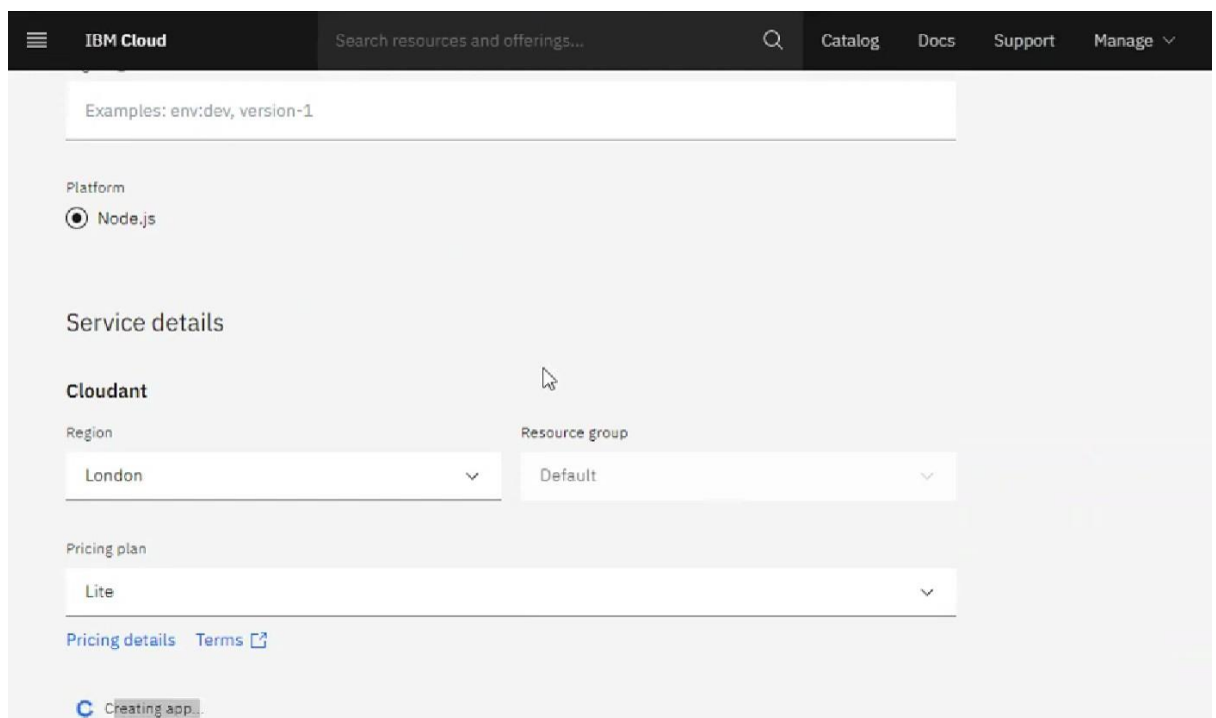 IBM Cloud Search resources and offerings... Catalog Docs Support Manage
Examples: env:dev, version-1
Platform
Node.js
Service details
Cloudant
Region Resource group
London Default
Pricing plan
Lite
Pricing details Terms
Creating app...